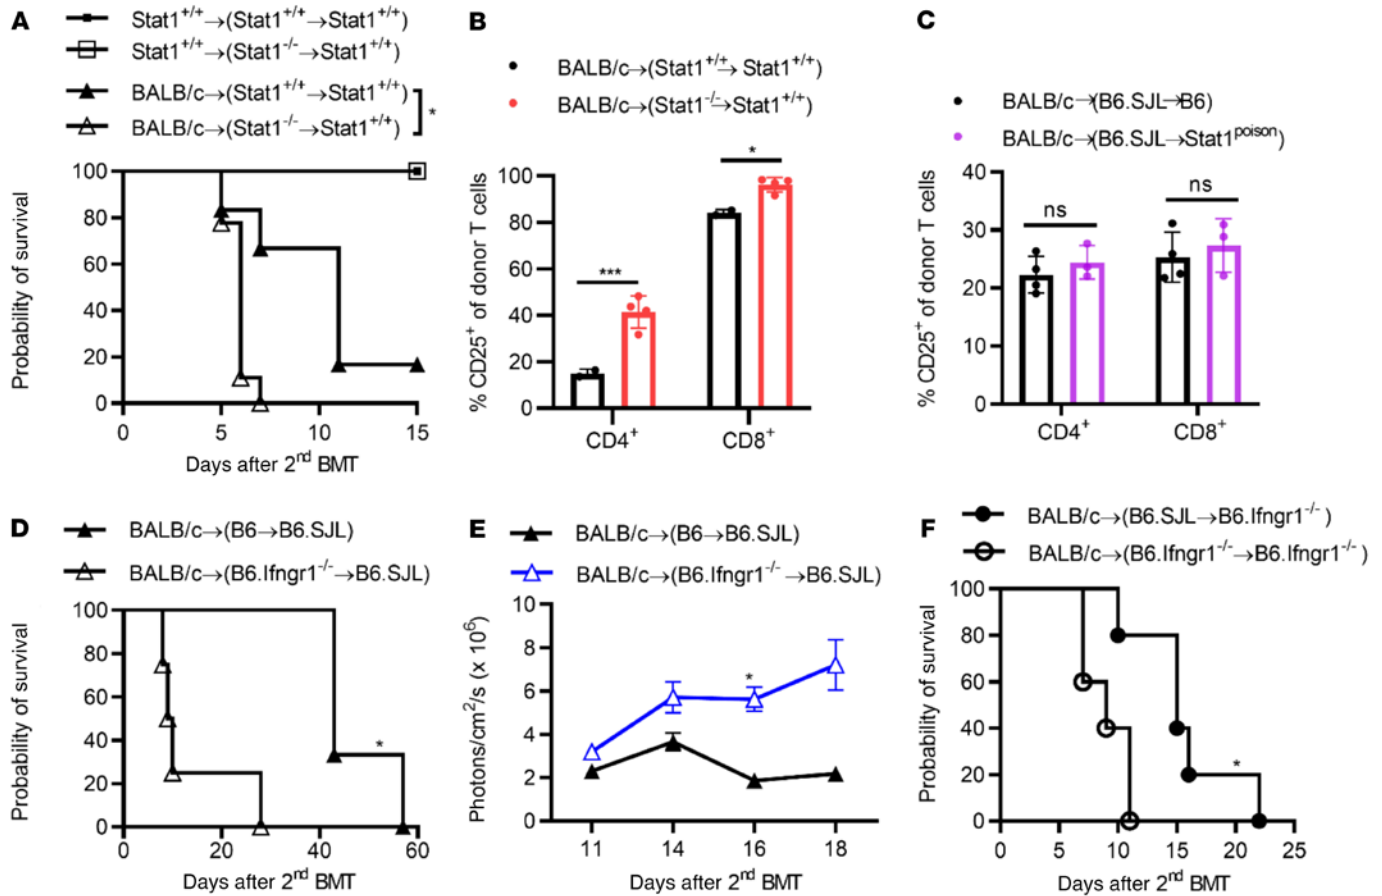 A
Stat1+/+→(Stat1+/+→Stat1+/+)
Stat1+/+→(Stat1-/-→Stat1+/+)
BALB/c→(Stat1+/+→Stat1+/+)
BALB/c→(Stat1-/-→Stat1+/+)
*
Probability of survival
100
80
60
40
20
0
0 5 10 15
Days after 2nd BMT
B
BALB/c→(Stat1+/+→Stat1+/+)
BALB/c→(Stat1-/-→Stat1+/+)
% CD25+ of donor T cells
100
80
60
40
20
0
***
*
CD4+ CD8+
C
BALB/c→(B6.SJL→B6)
BALB/c→(B6.SJL→Stat1poison)
% CD25+ of donor T cells
40
30
20
10
0
ns
ns
CD4+ CD8+
D
BALB/c→(B6→B6.SJL)
BALB/c→(B6.Ifngr1-/-→B6.SJL)
Probability of survival
100
80
60
40
20
0
*
0 20 40 60
Days after 2nd BMT
E
BALB/c→(B6→B6.SJL)
BALB/c→(B6.Ifngr1-/-→B6.SJL)
Photons/cm2/s (x 106)
10
8
6
4
2
0
*
11 14 16 18
Days after 2nd BMT
F
BALB/c→(B6.SJL→B6.Ifngr1-/-)
BALB/c→(B6.Ifngr1-/-→B6.Ifngr1-/-)
Probability of survival
100
80
60
40
20
0
*
0 5 10 15 20 25
Days after 2nd BMT